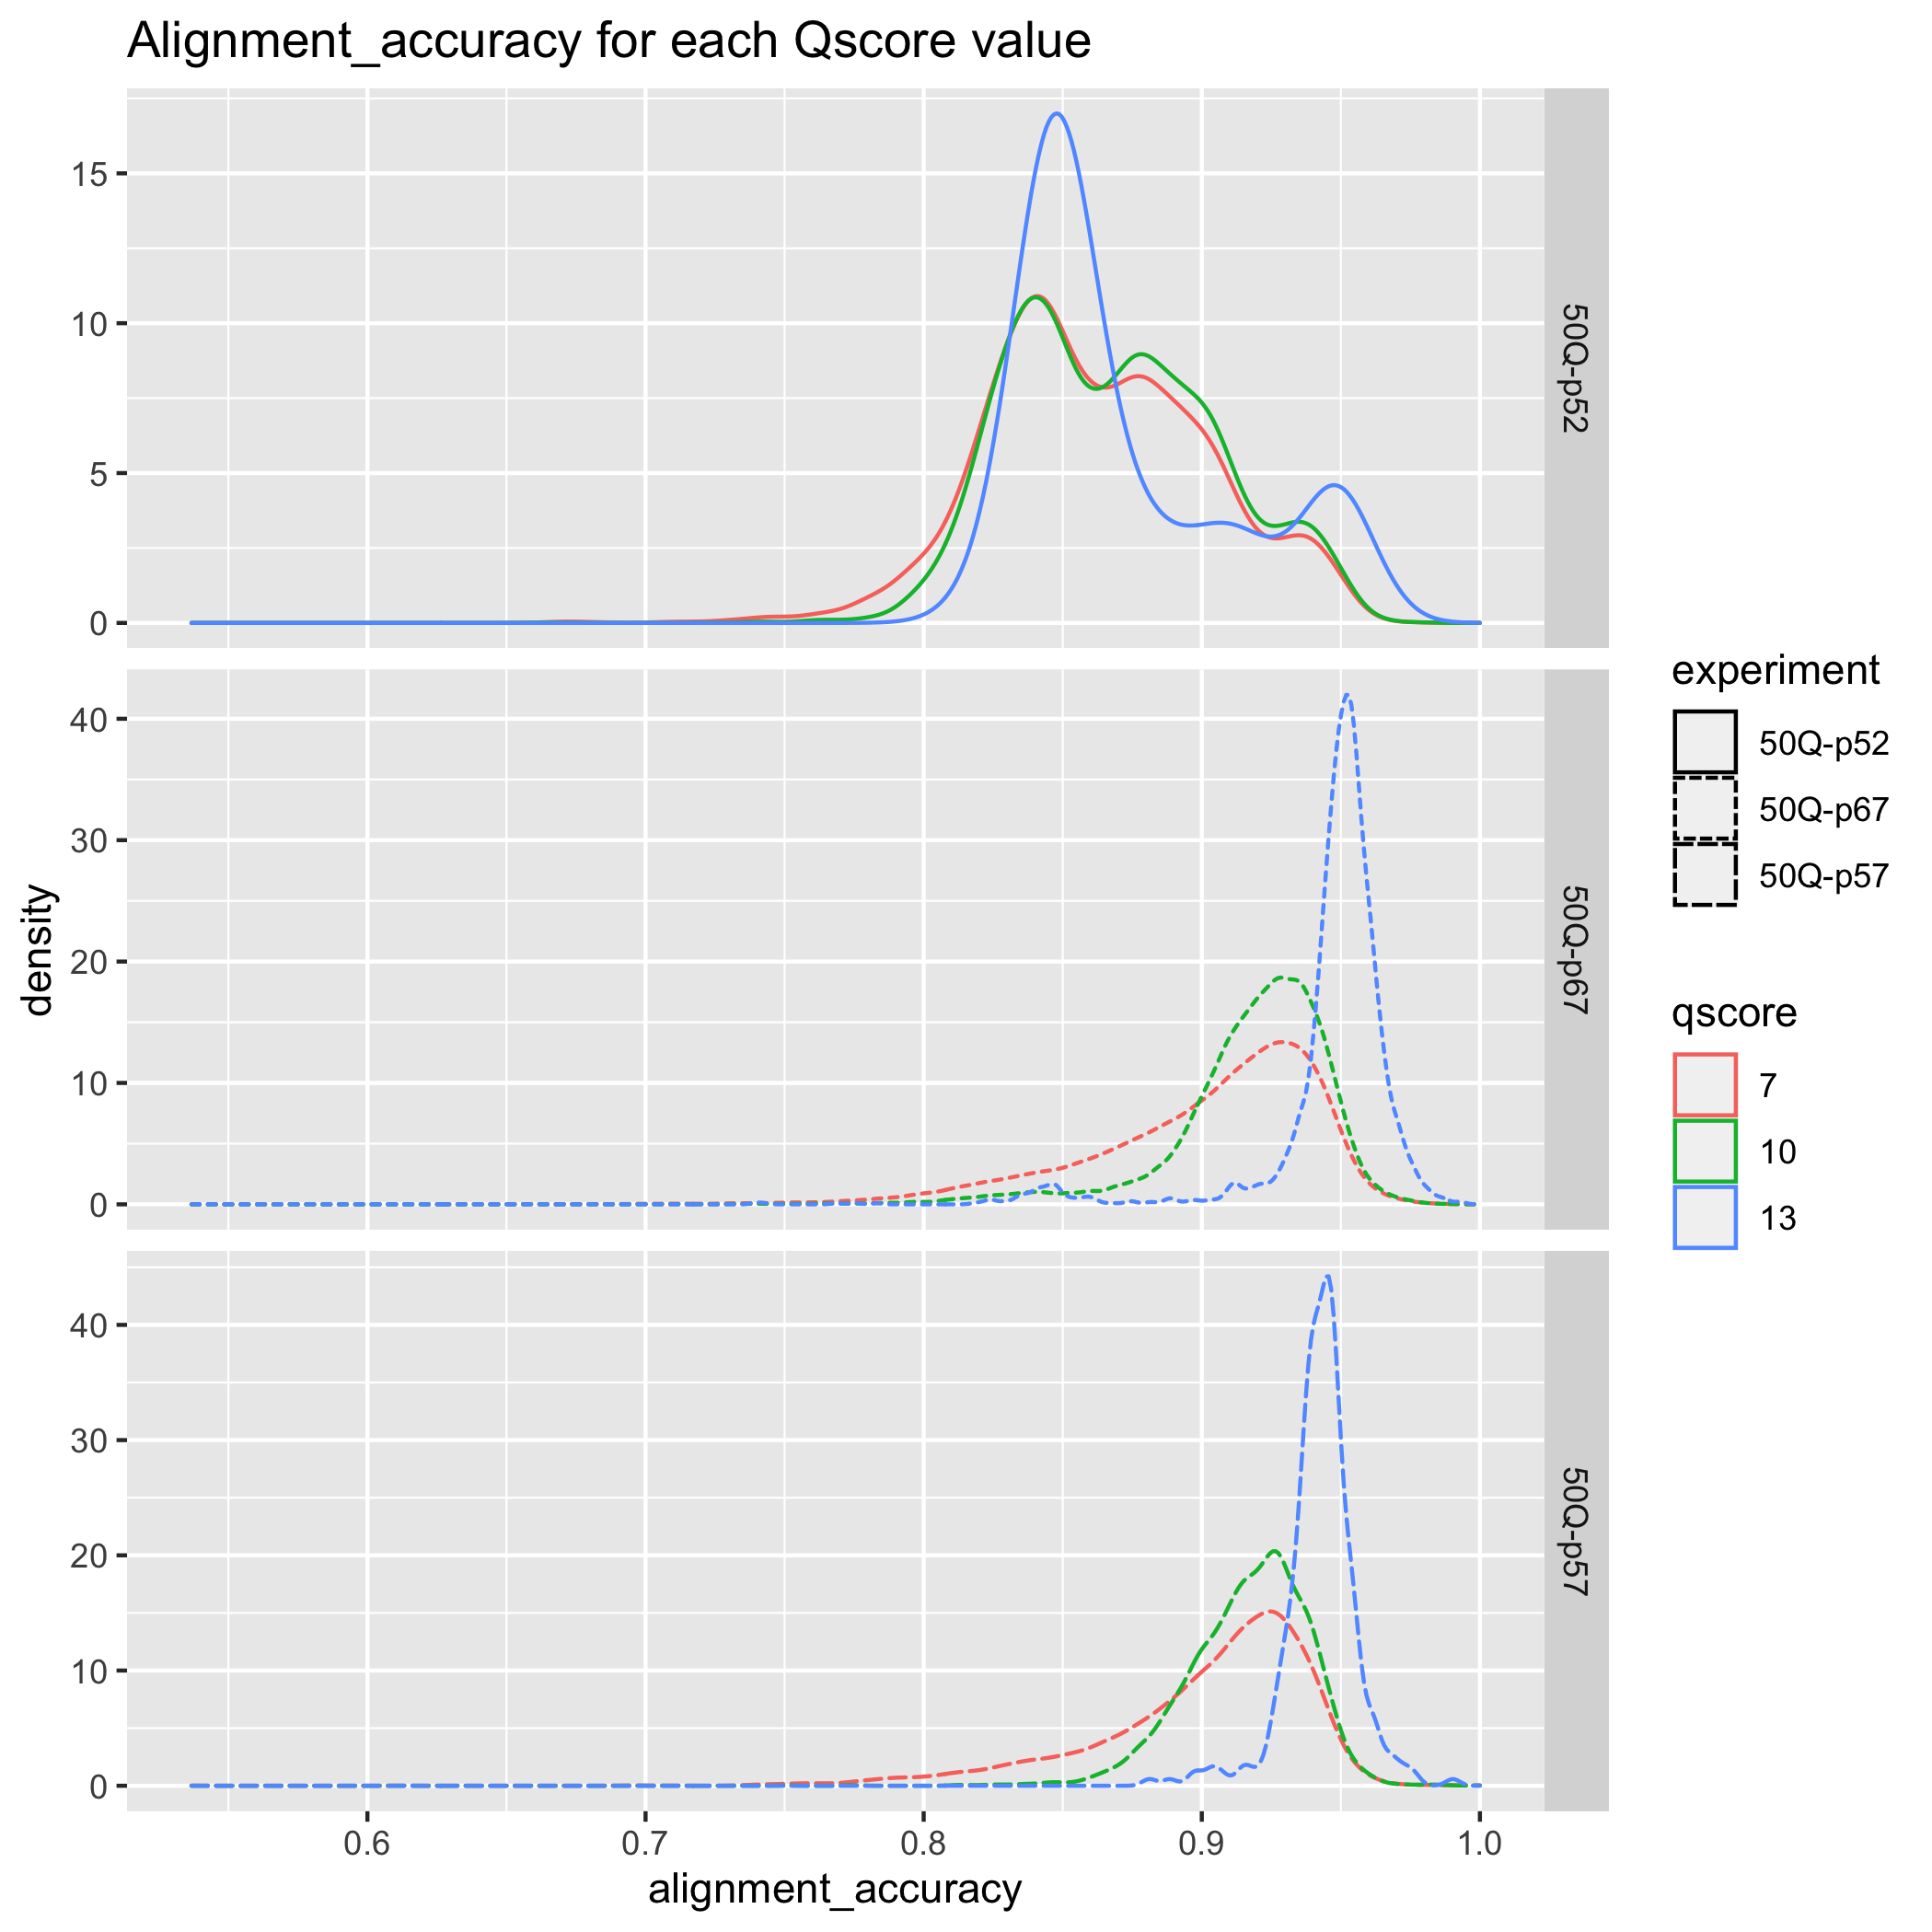 Alignment_accuracy for each Qscore value
15
10
5
0
50Q-p52
40
30
20
10
0
50Q-p67
40
30
20
10
0
50Q-p57
0.6 0.7 0.8 0.9 1.0
alignment_accuracy
density
experiment
50Q-p52
50Q-p67
50Q-p57
qscore
7
10
13